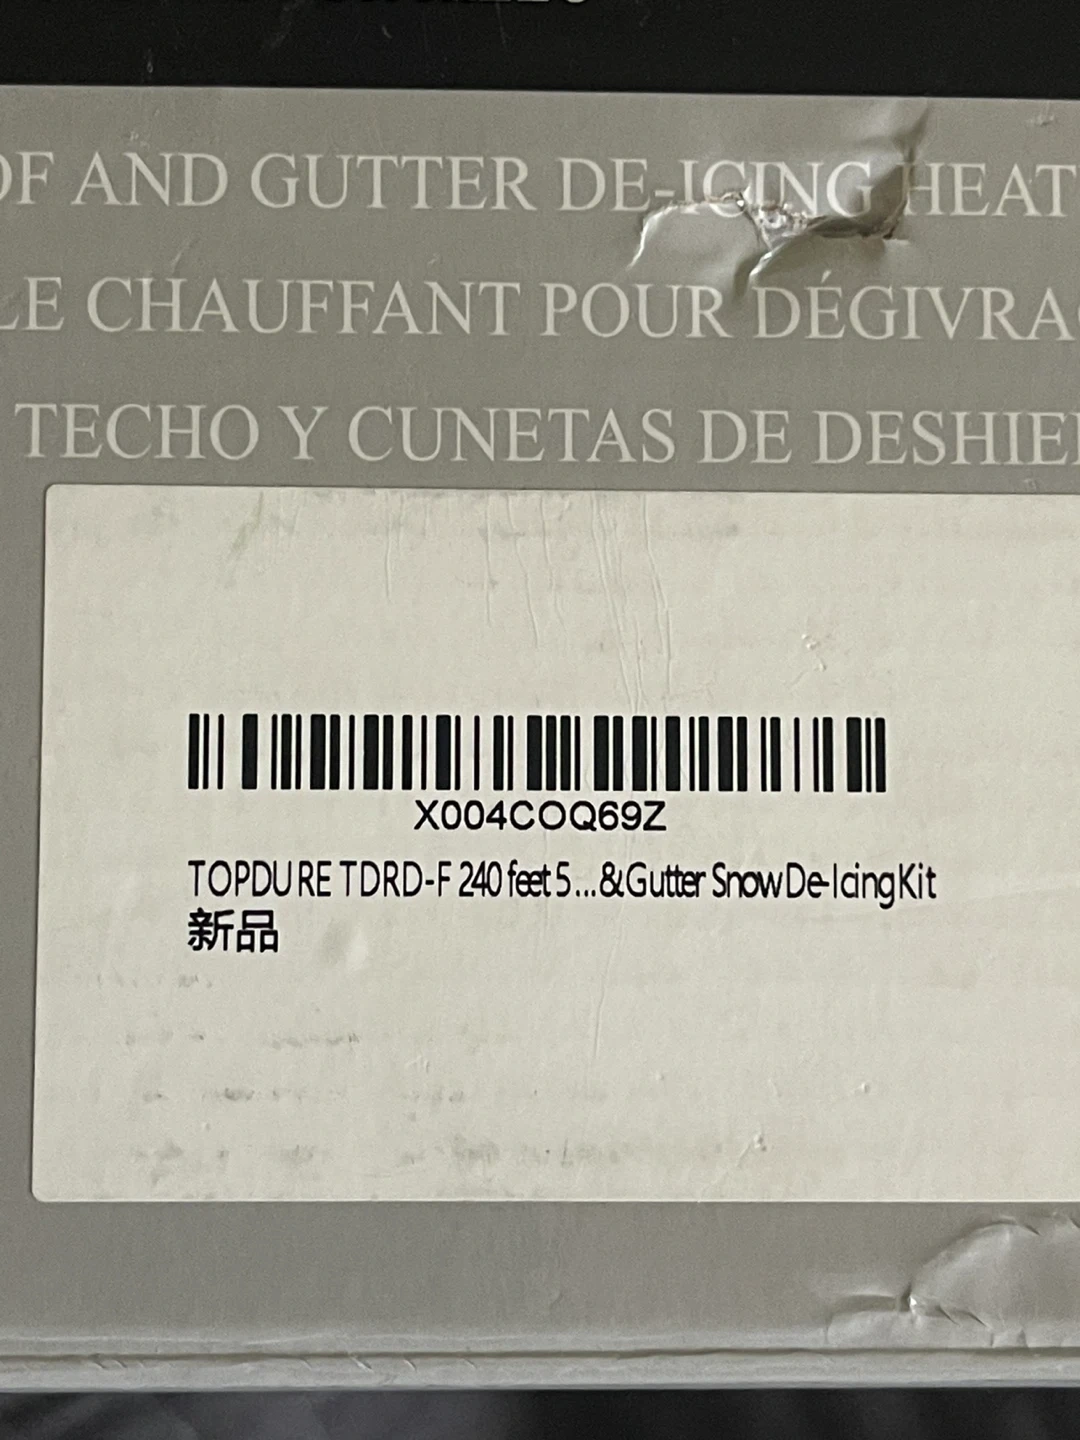 OF AND GUTTER DE-ICING HEAT
LE CHAUFFANT POUR DÉGIVRA
TECHO Y CUNETAS DE DESHIE
X004COQ69Z
TOPDURE TDRD-F 240 feet 5...&Gutter Snow De-Icing Kit
新品